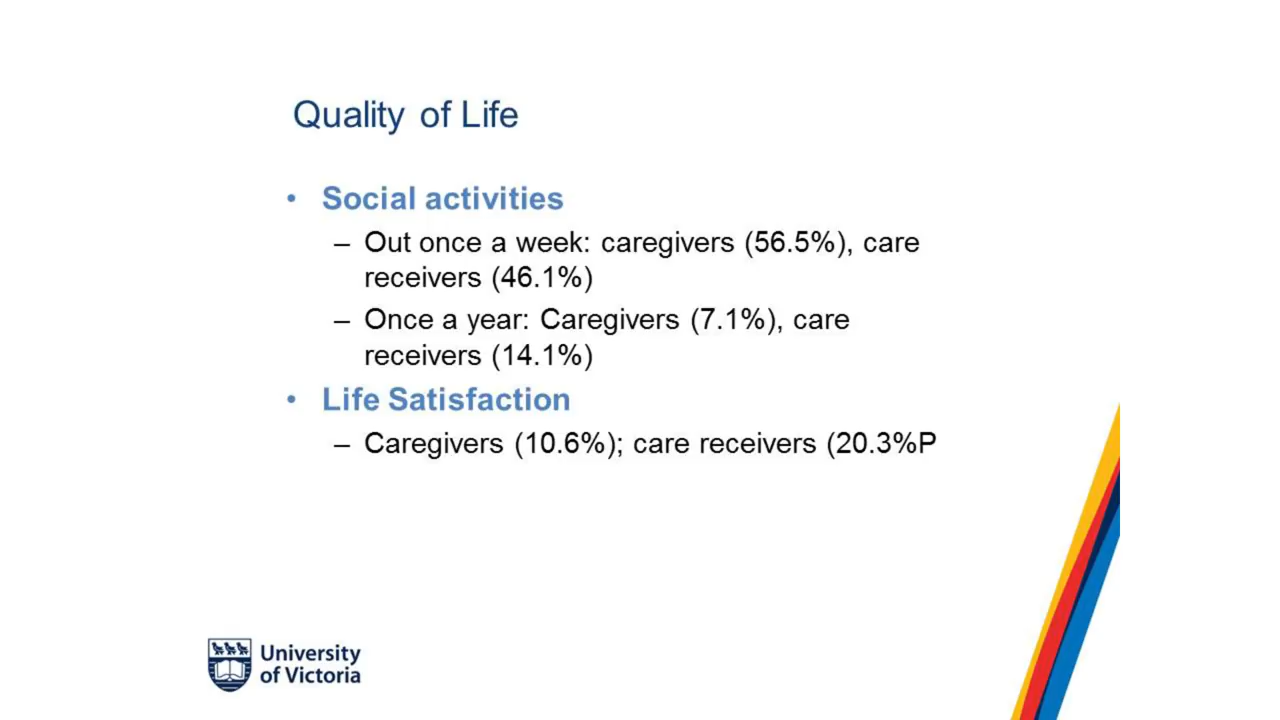 Quality of Life
• Social activities
– Out once a week: caregivers (56.5%), care
receivers (46.1%)
– Once a year: Caregivers (7.1%), care
receivers (14.1%)
• Life Satisfaction
– Caregivers (10.6%); care receivers (20.3%P
University
of Victoria